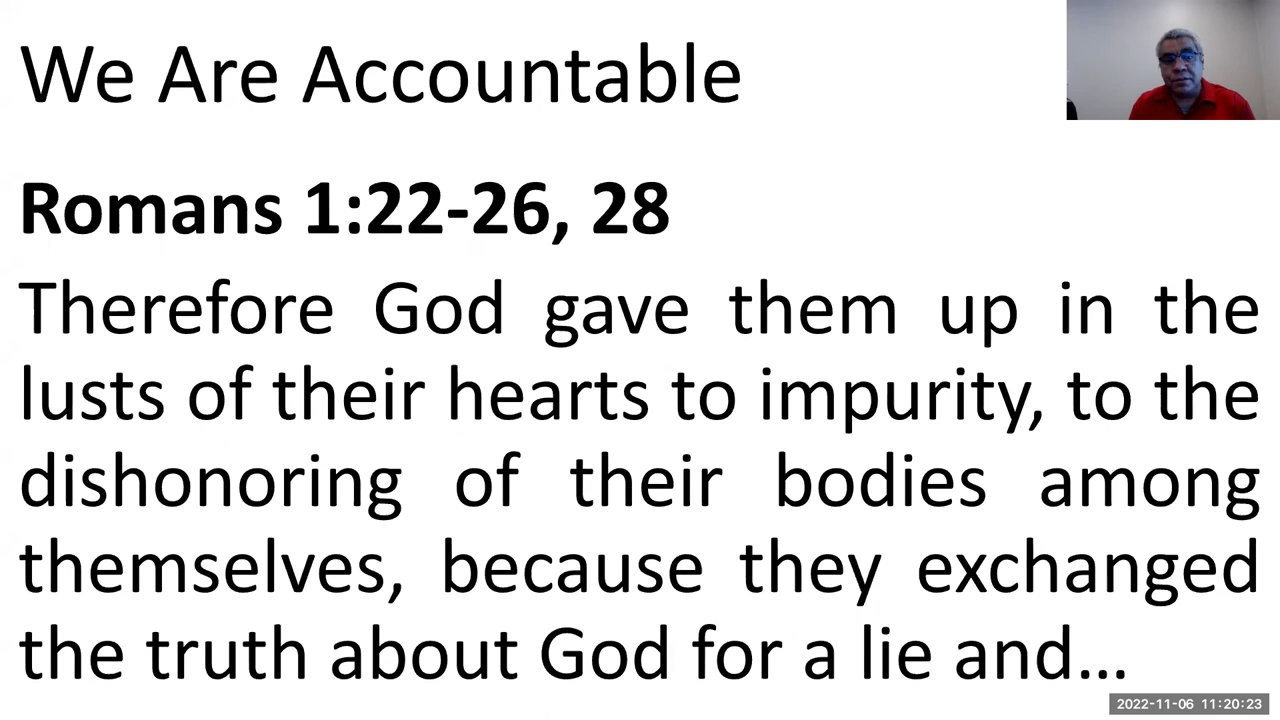 We Are Accountable
Romans 1:22-26, 28
Therefore God gave them up in the
lusts of their hearts to impurity, to the
dishonoring of their bodies among
themselves, because they exchanged
the truth about God for a lie and...
2022-11-06 11:20:23